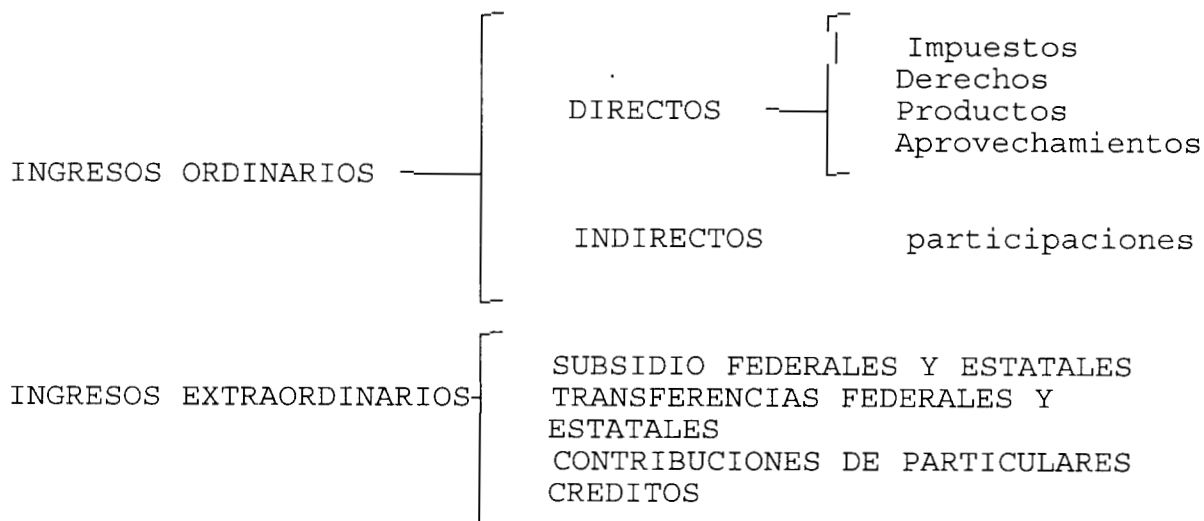 Impuestos
Derechos
DIRECTOS
Productos
Aprovechamientos
INGRESOS ORDINARIOS
INDIRECTOS participaciones
SUBSIDIO FEDERALES Y ESTATALES
INGRESOS EXTRAORDINARIOS
TRANSFERENCIAS FEDERALES Y
ESTATALES
CONTRIBUCIONES DE PARTICULARES
CREDITOS